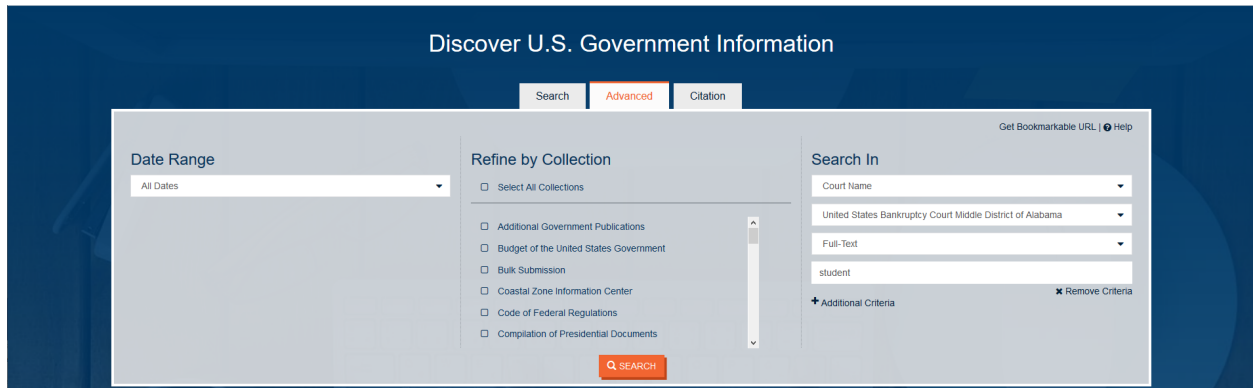 Discover U.S. Government Information
Search
Advanced
Citation
Get Bookmarkable URL | Help
Date Range
All Dates
Refine by Collection
Select All Collections
Additional Government Publications
Budget of the United States Government
Bulk Submission
Coastal Zone Information Center
Code of Federal Regulations
Compilation of Presidential Documents
Search In
Court Name
United States Bankruptcy Court Middle District of Alabama
Full-Text
student
Remove Criteria
Additional Criteria
SEARCH